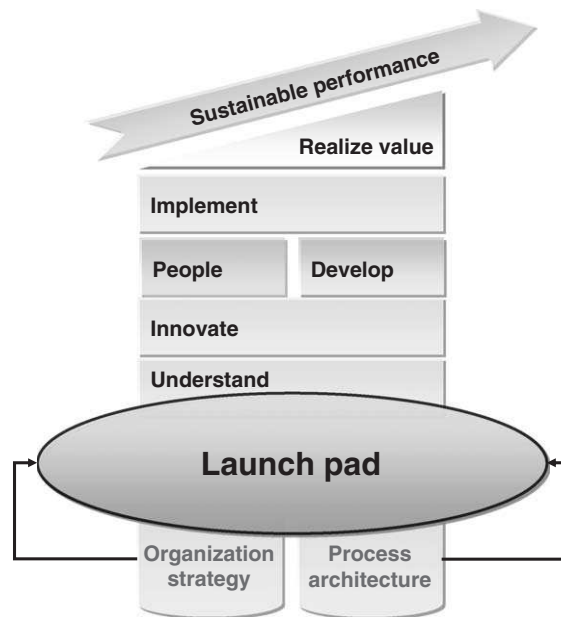 Sustainable performance
Realize value
Implement
People
Develop
Innovate
Understand
Launch pad
Organization
strategy
Process
architecture